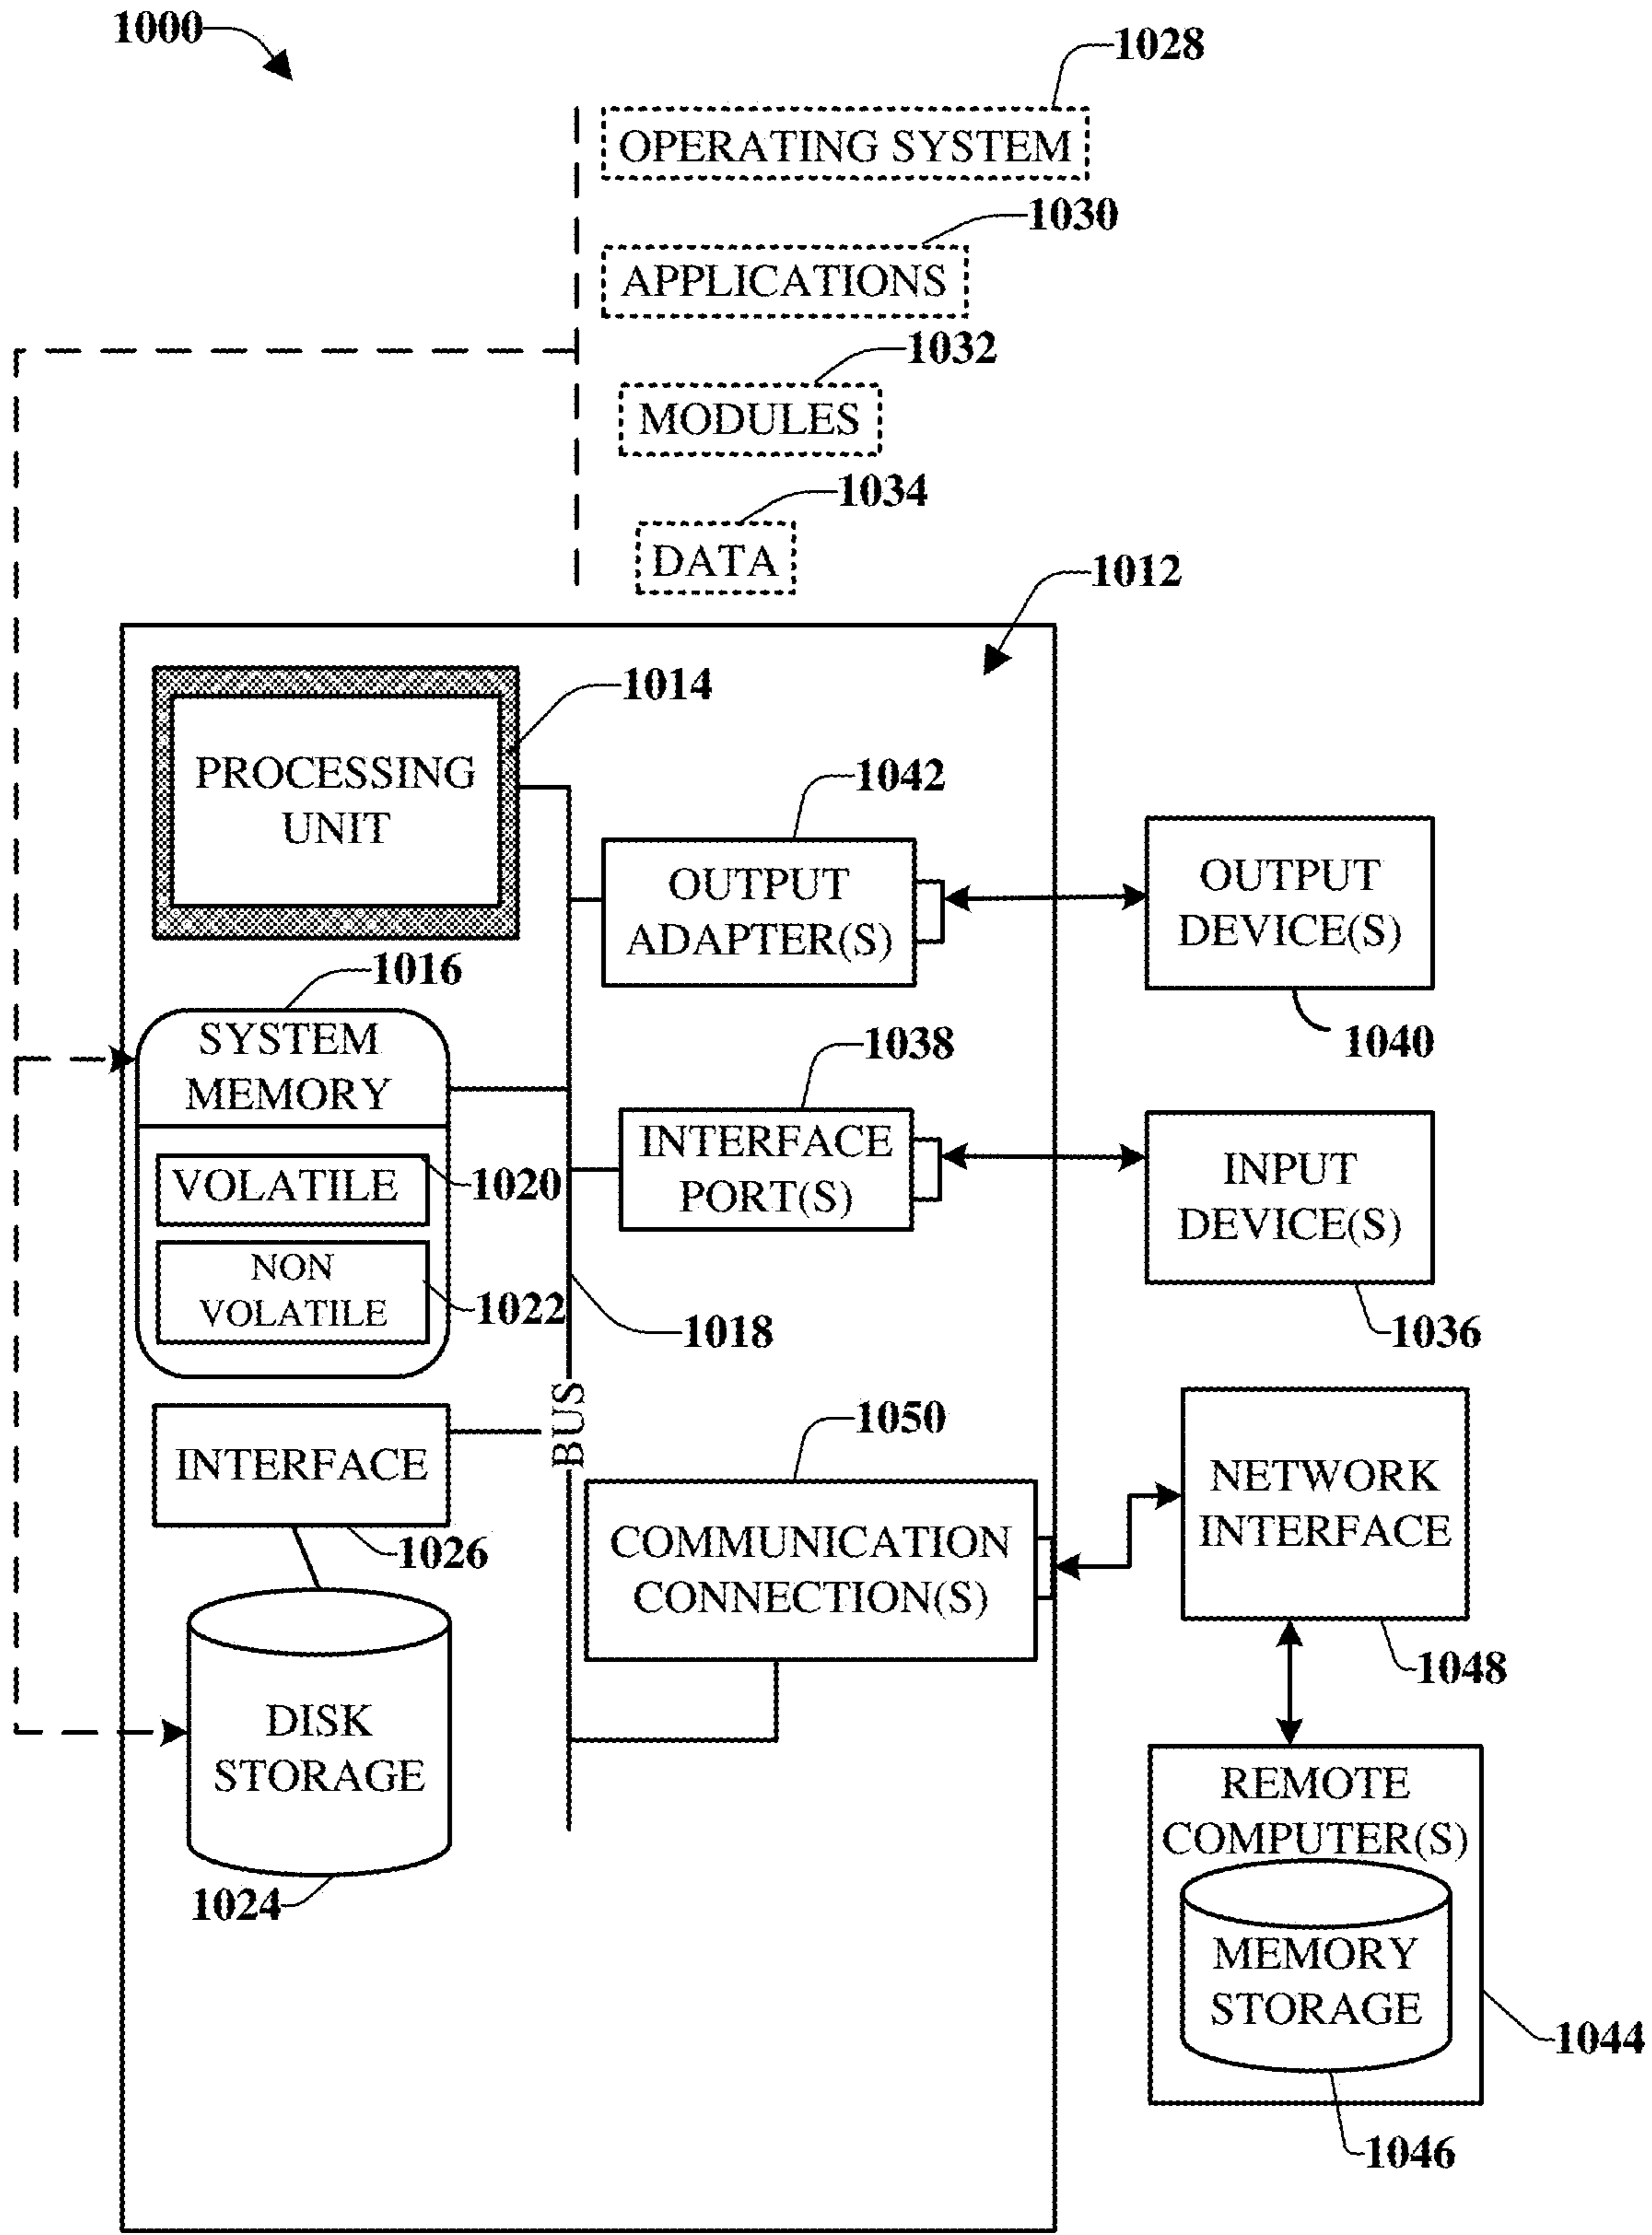 1000
1028
OPERATING SYSTEM
1030
APPLICATIONS
1032
MODULES
1034
DATA
1012
1014
PROCESSING
UNIT
1042
OUTPUT
ADAPTER(S)
OUTPUT
DEVICE(S)
1040
1016
SYSTEM
MEMORY
VOLATILE
1020
NON
VOLATILE
1022
1038
INTERFACE
PORT(S)
INPUT
DEVICE(S)
1036
1018
BUS
INTERFACE
1026
1050
COMMUNICATION
CONNECTION(S)
NETWORK
INTERFACE
1048
DISK
STORAGE
1024
REMOTE
COMPUTER(S)
MEMORY
STORAGE
1044
1046